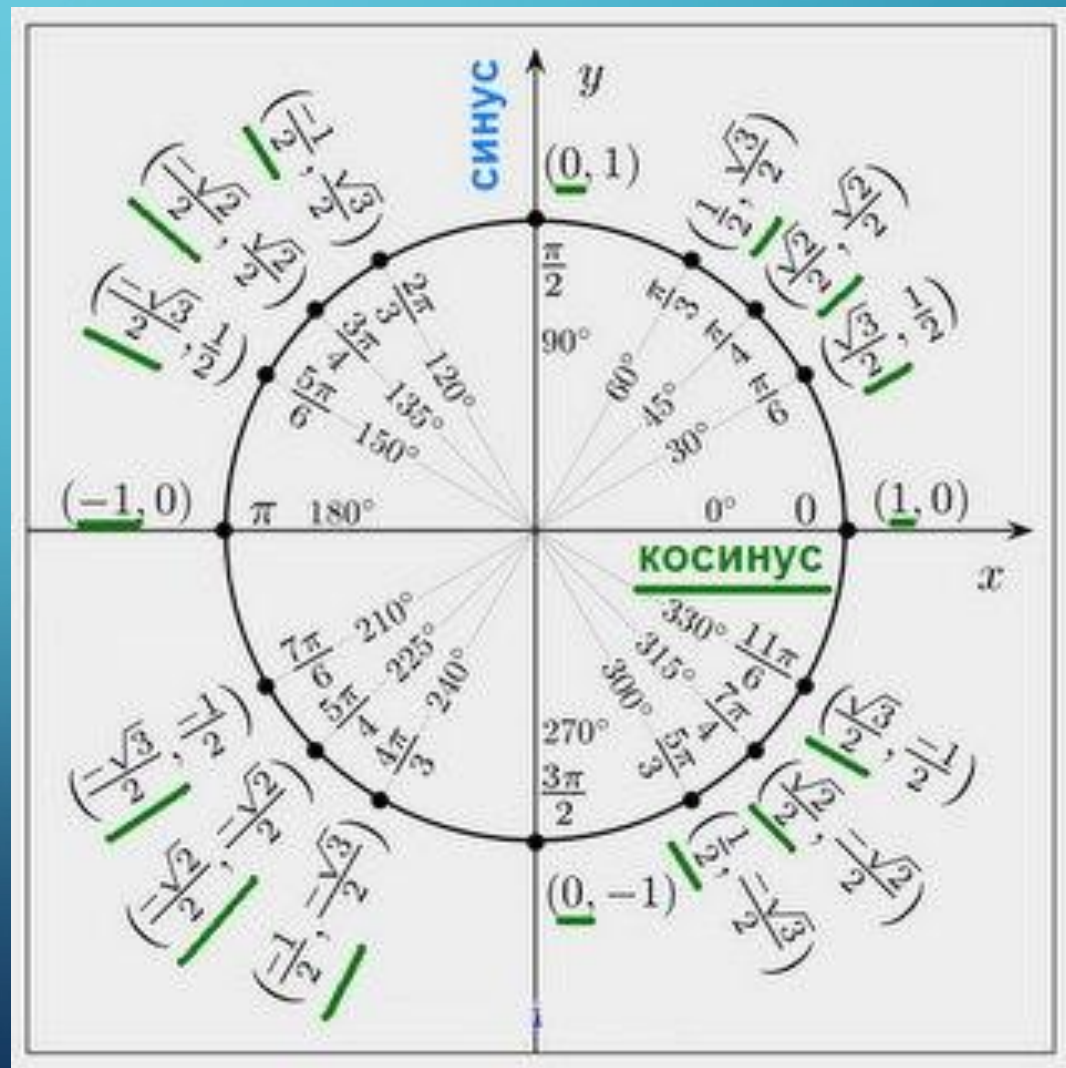 синус
y
(0, 1)
(1/2, √3/2)
(√2/2, √2/2)
(√3/2, 1/2)
(-1/2, √3/2)
(-√2/2, √2/2)
(-√3/2, 1/2)
π/2
90°
π/3
60°
π/4
45°
π/6
30°
2π/3
120°
3π/4
135°
5π/6
150°
(-1, 0)
π 180°
0° 0
(1, 0)
косинус
x
7π/6
210°
5π/4
225°
4π/3
240°
270°
3π/2
300°
5π/3
315°
7π/4
330°
11π/6
(-√3/2, -1/2)
(-√2/2, -√2/2)
(-1/2, -√3/2)
(0, -1)
(1/2, -√3/2)
(√2/2, -√2/2)
(√3/2, -1/2)